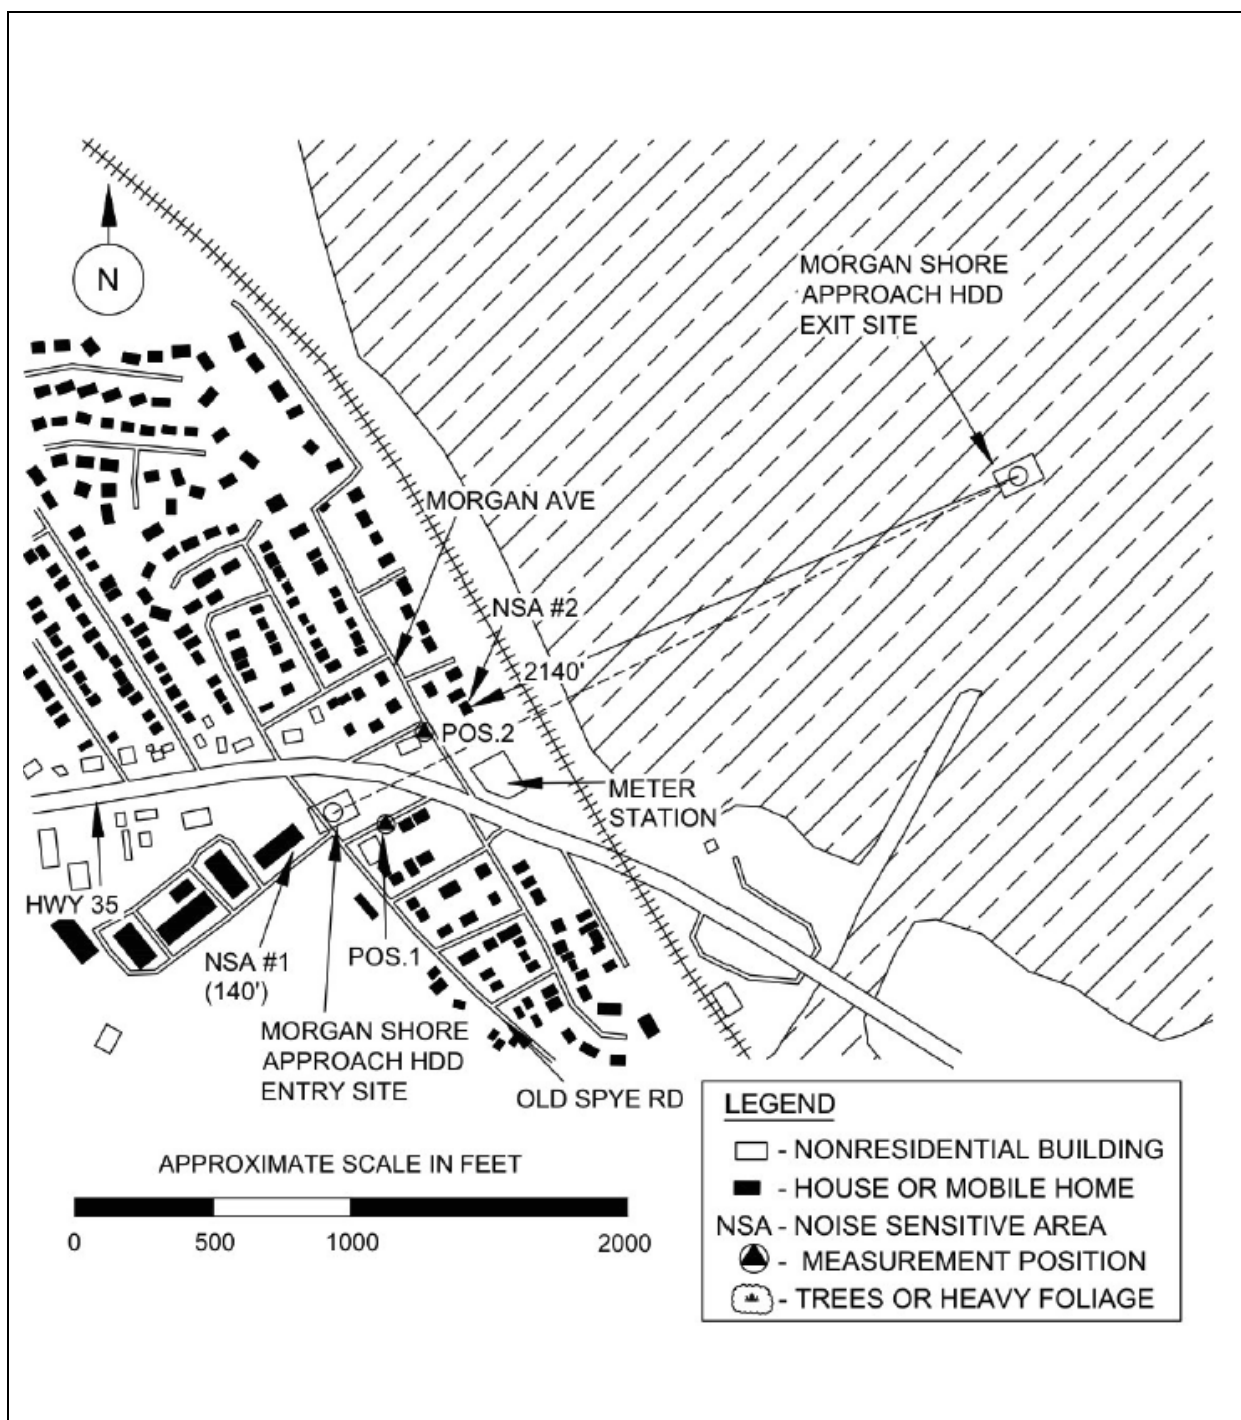 N
MORGAN SHORE
APPROACH HDD
EXIT SITE
MORGAN AVE
NSA #2
2140'
POS.2
METER
STATION
HWY 35
NSA #1
(140')
POS.1
MORGAN SHORE
APPROACH HDD
ENTRY SITE
OLD SPYE RD
APPROXIMATE SCALE IN FEET
0 500 1000 2000
LEGEND
- NONRESIDENTIAL BUILDING
- HOUSE OR MOBILE HOME
NSA - NOISE SENSITIVE AREA
- MEASUREMENT POSITION
- TREES OR HEAVY FOLIAGE